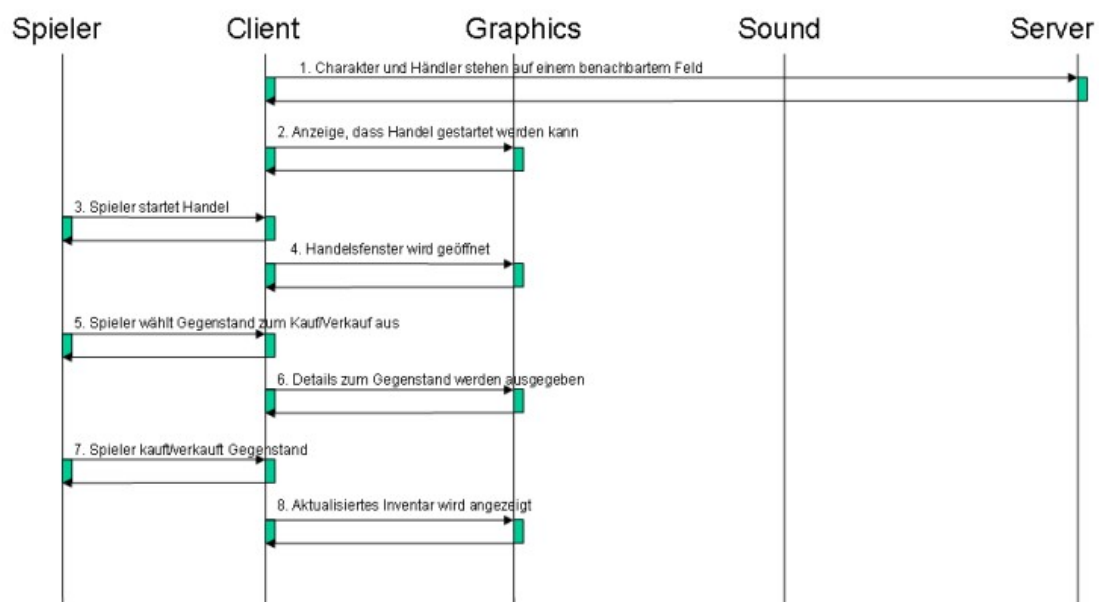 Spieler Client Graphics Sound Server
1. Charakter und Händler stehen auf einem benachbartem Feld
2. Anzeige, dass Handel gestartet werden kann
3. Spieler startet Handel
4. Handelsfenster wird geöffnet
5. Spieler wählt Gegenstand zum Kauf/Verkauf aus
6. Details zum Gegenstand werden ausgegeben
7. Spieler kauft/verkauft Gegenstand
8. Aktualisiertes Inventar wird angezeigt